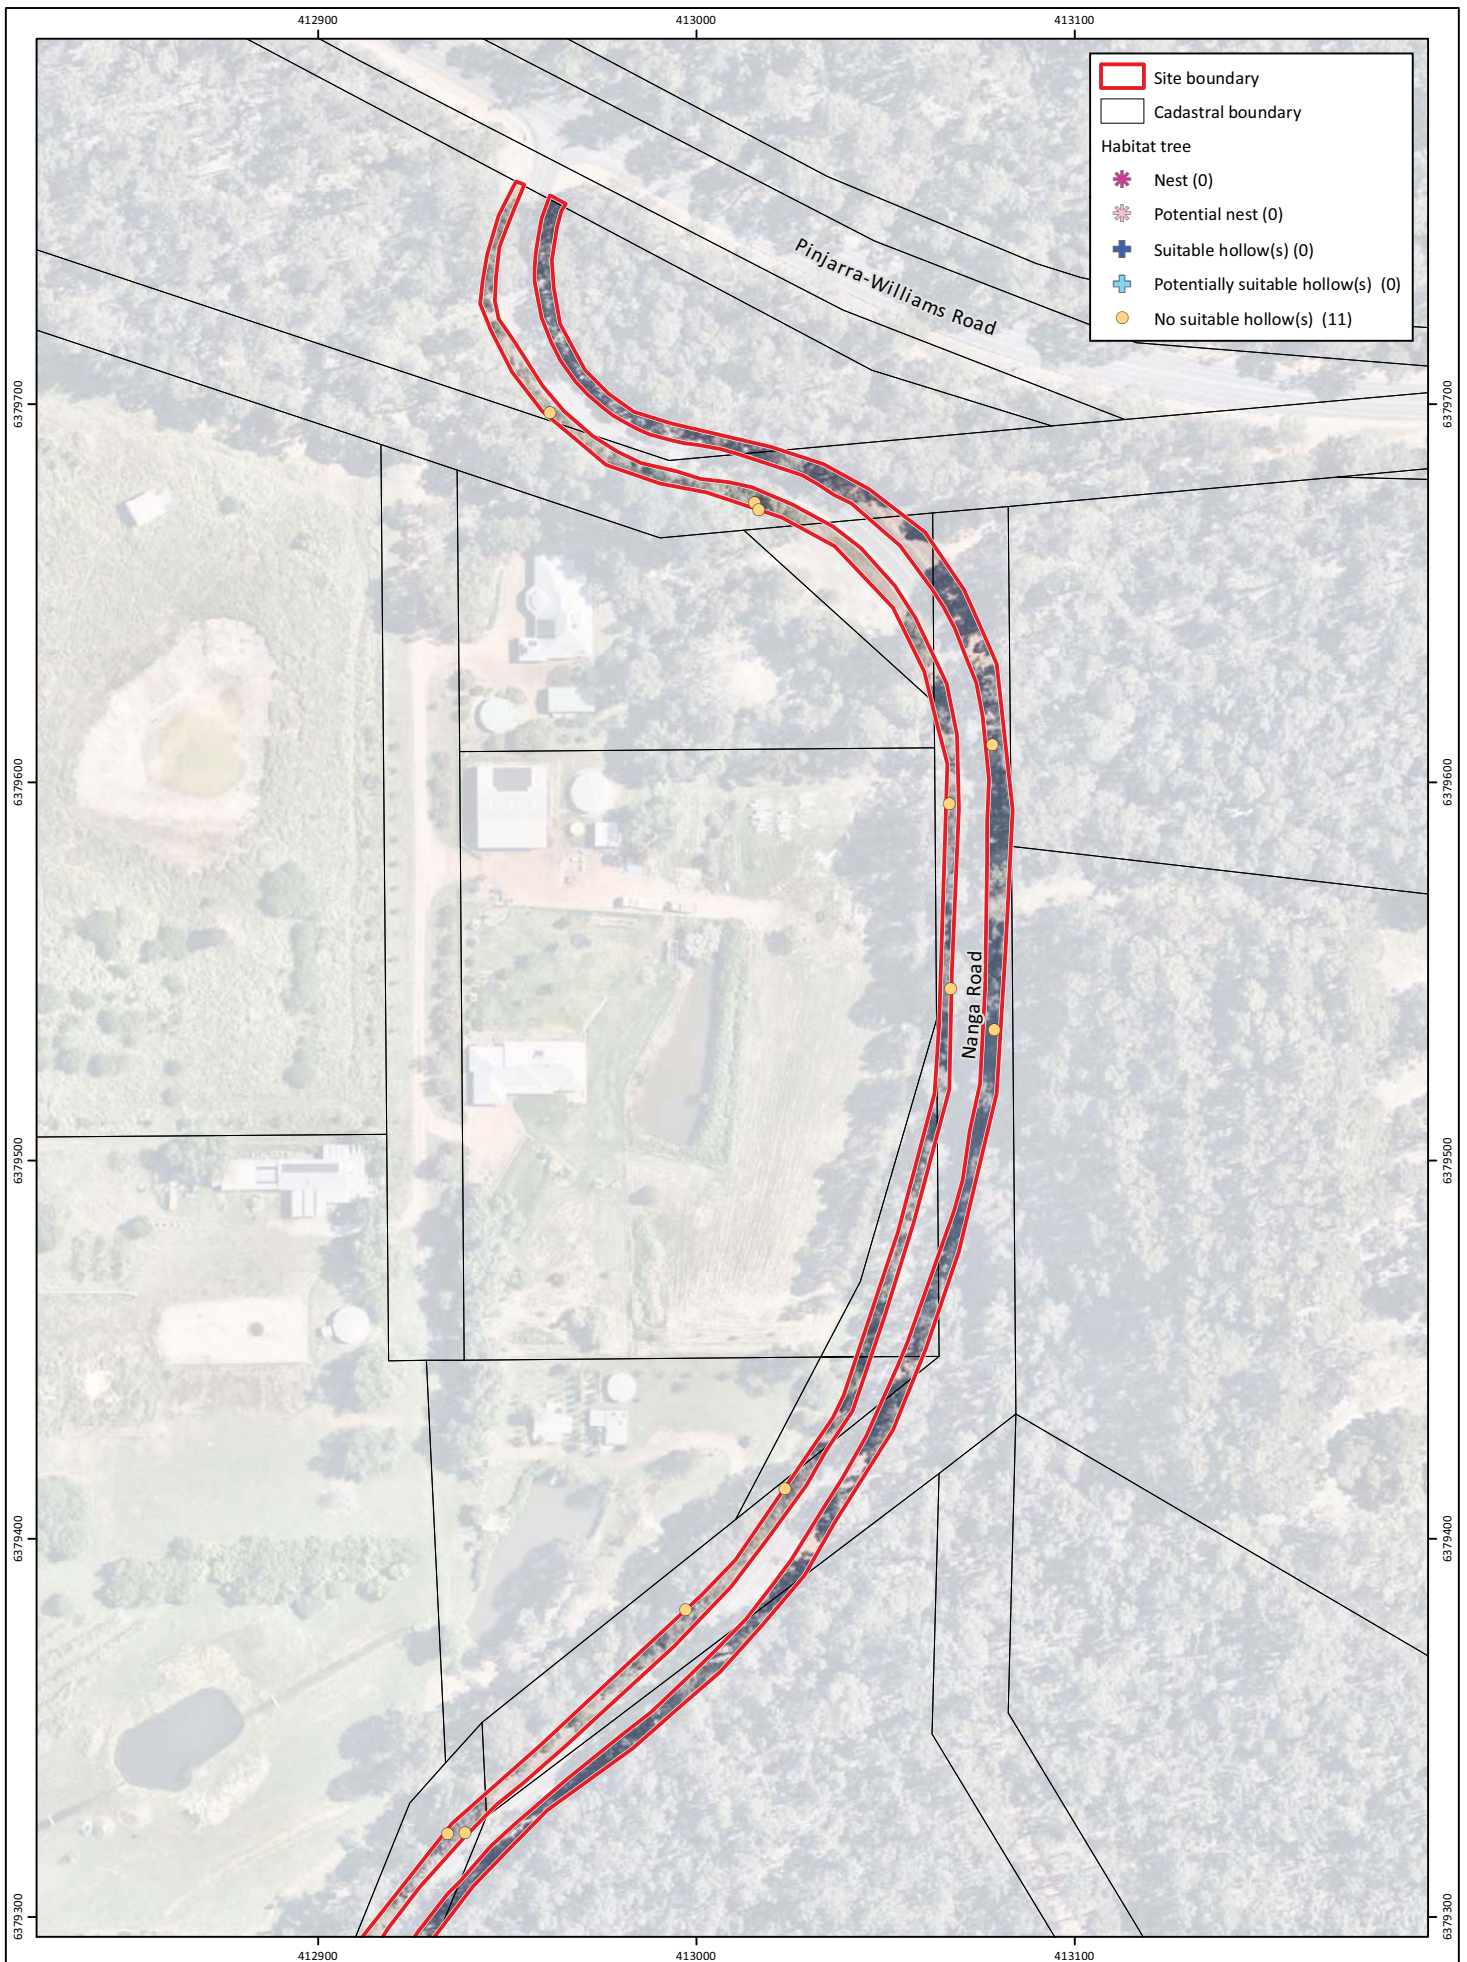 412900
413000
413100
Site boundary
Cadastral boundary
Habitat tree
Nest (0)
Potential nest (0)
Suitable hollow(s) (0)
Potentially suitable hollow(s) (0)
No suitable hollow(s) (11)
Pinjarra-Williams Road
6379700
6379700
6379600
6379600
Nanga Road
6379500
6379500
6379400
6379400
6379300
6379300
412900
413000
413100